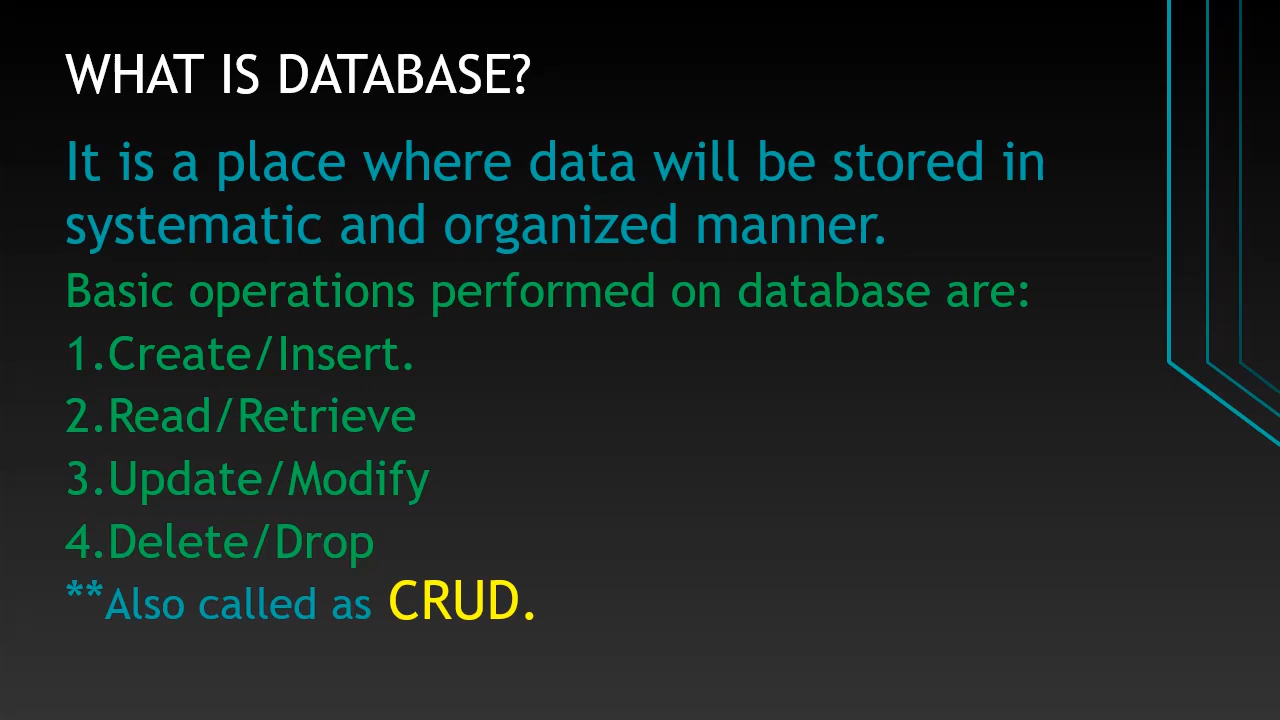 WHAT IS DATABASE?
It is a place where data will be stored in
systematic and organized manner.
Basic operations performed on database are:
1.Create/Insert.
2.Read/Retrieve
3.Update/Modify
4.Delete/Drop
**Also called as CRUD.